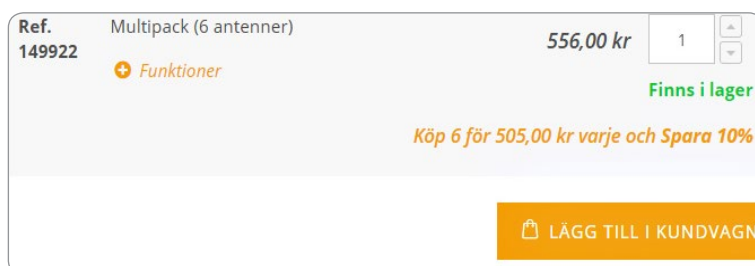 Ref. 149922
Multipack (6 antenner)
Funktioner
556,00 kr
1
Finns i lager
Köp 6 för 505,00 kr varje och Spara 10%
LÄGG TILL I KUNDVAGN